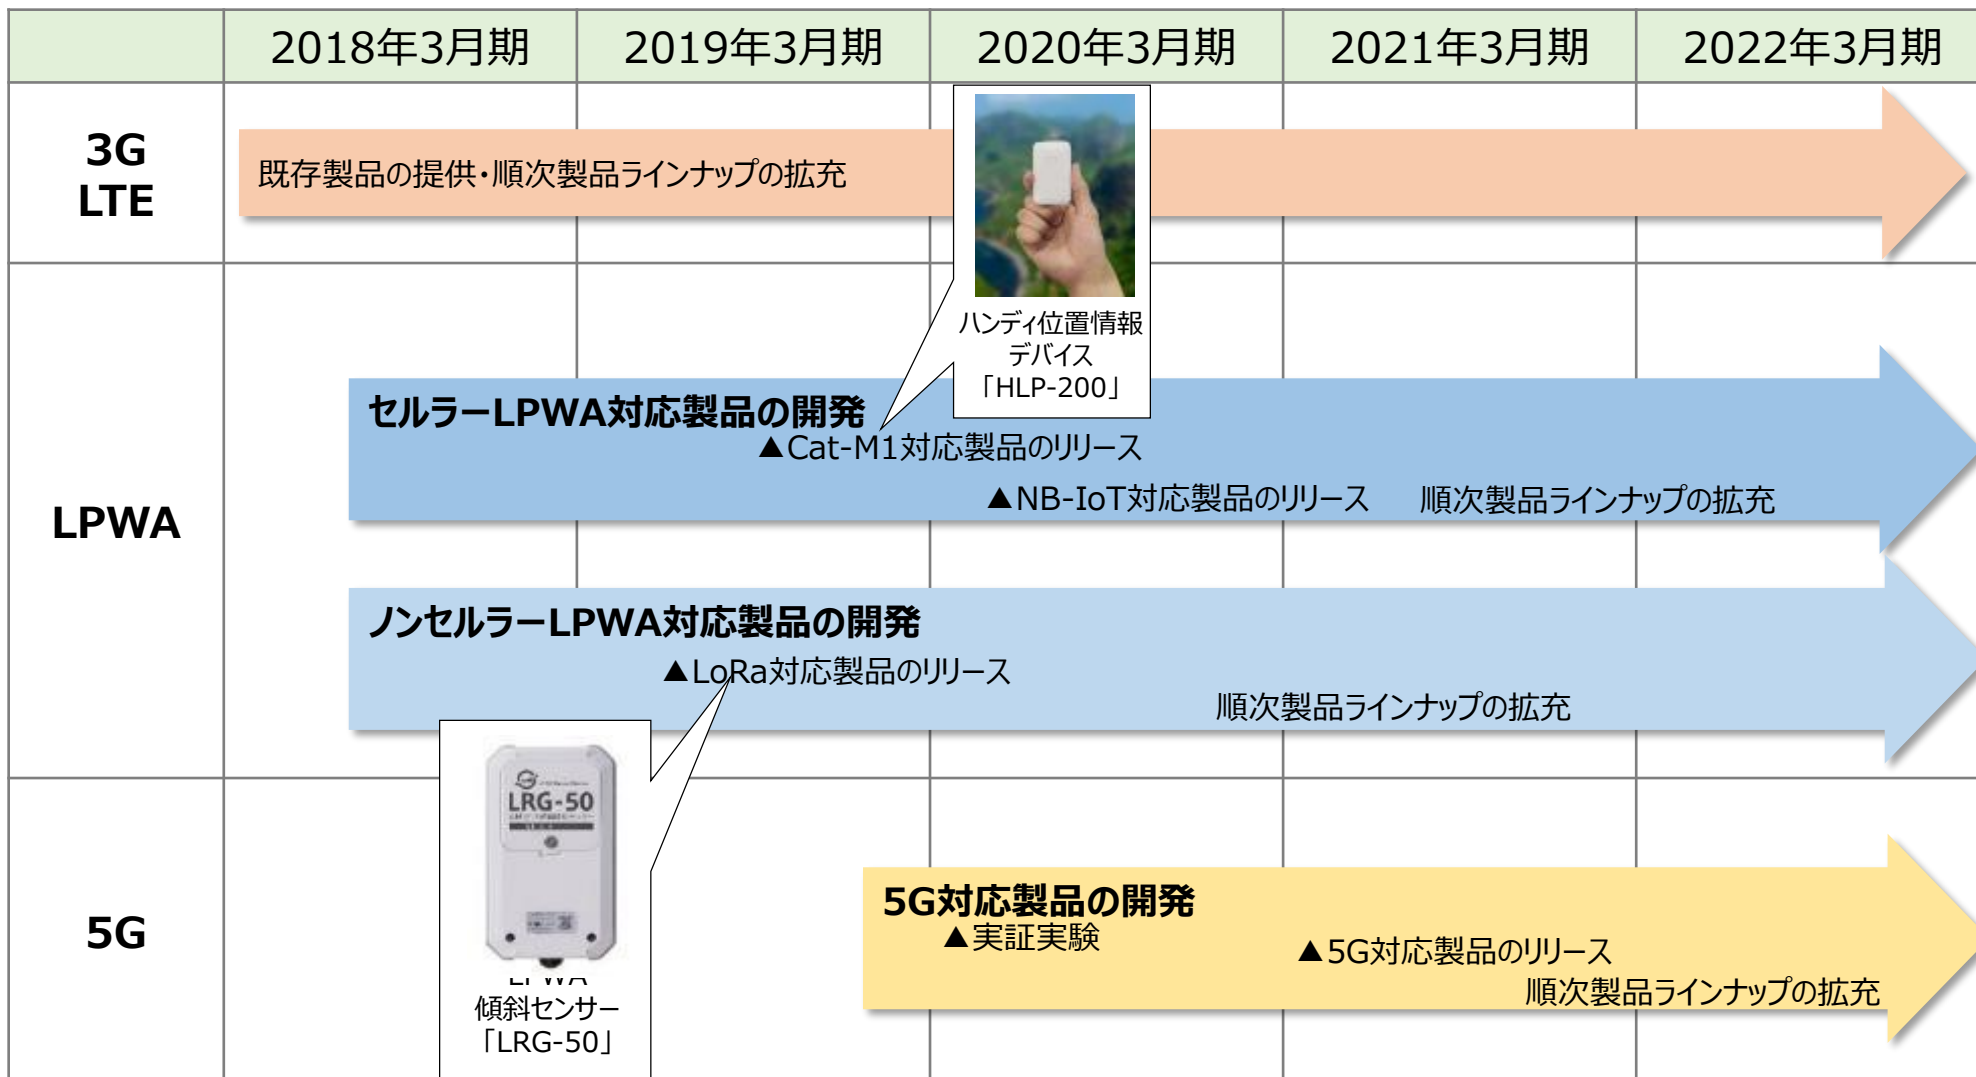 2018年3月期
2019年3月期
2020年3月期
2021年3月期
2022年3月期
3G
LTE
既存製品の提供・順次製品ラインナップの拡充
ハンディ位置情報
デバイス
「HLP-200」
LPWA
セルラーLPWA対応製品の開発
▲Cat-M1対応製品のリリース
▲NB-IoT対応製品のリリース
順次製品ラインナップの拡充
ノンセルラーLPWA対応製品の開発
▲LoRa対応製品のリリース
順次製品ラインナップの拡充
LRG-50
LPWA
傾斜センサー
「LRG-50」
5G
5G対応製品の開発
▲実証実験
▲5G対応製品のリリース
順次製品ラインナップの拡充